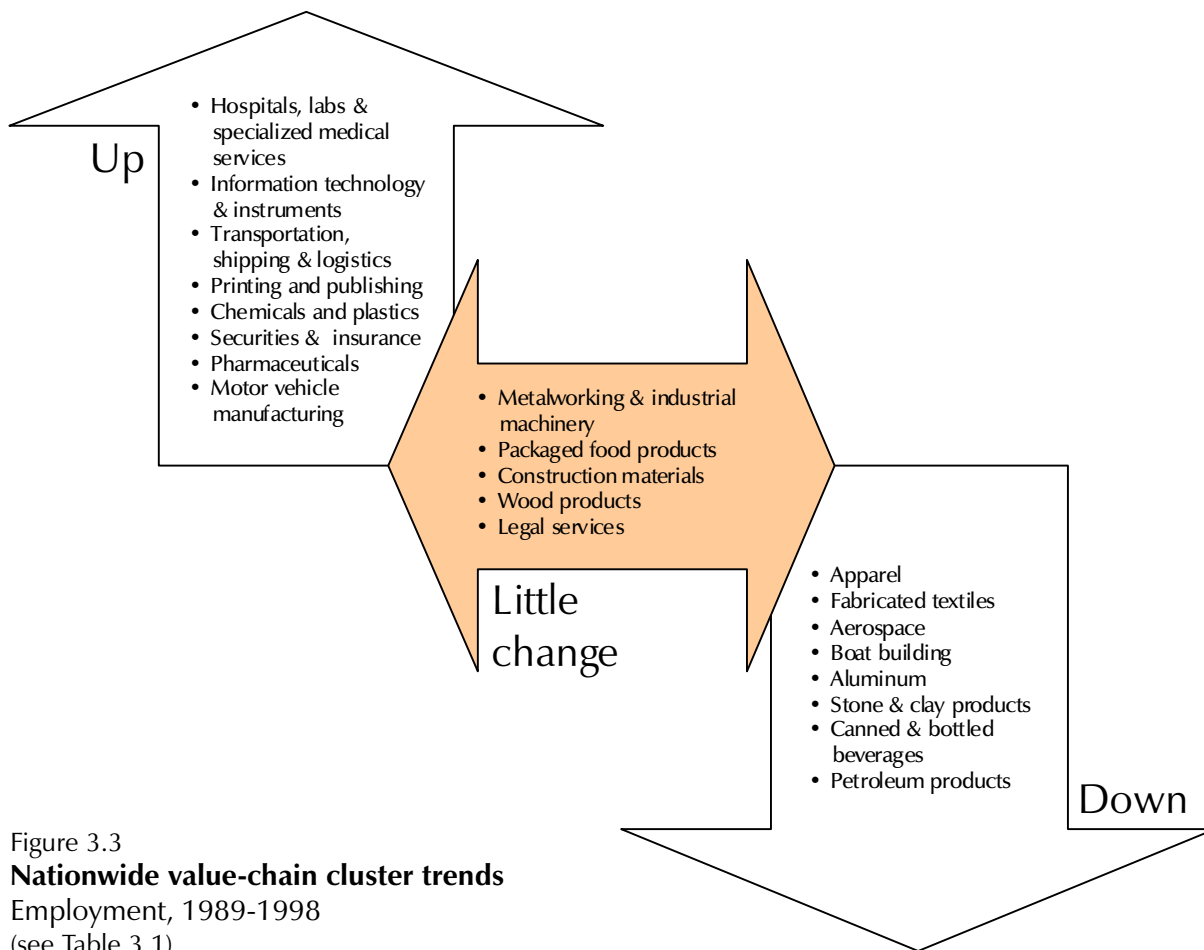 Up
• Hospitals, labs &
specialized medical
services
• Information technology
& instruments
• Transportation,
shipping & logistics
• Printing and publishing
• Chemicals and plastics
• Securities & insurance
• Pharmaceuticals
• Motor vehicle
manufacturing
• Metalworking & industrial
machinery
• Packaged food products
• Construction materials
• Wood products
• Legal services
Little
change
• Apparel
• Fabricated textiles
• Aerospace
• Boat building
• Aluminum
• Stone & clay products
• Canned & bottled
beverages
• Petroleum products
Down
Figure 3.3
Nationwide value-chain cluster trends
Employment, 1989-1998
(see Table 3.1)